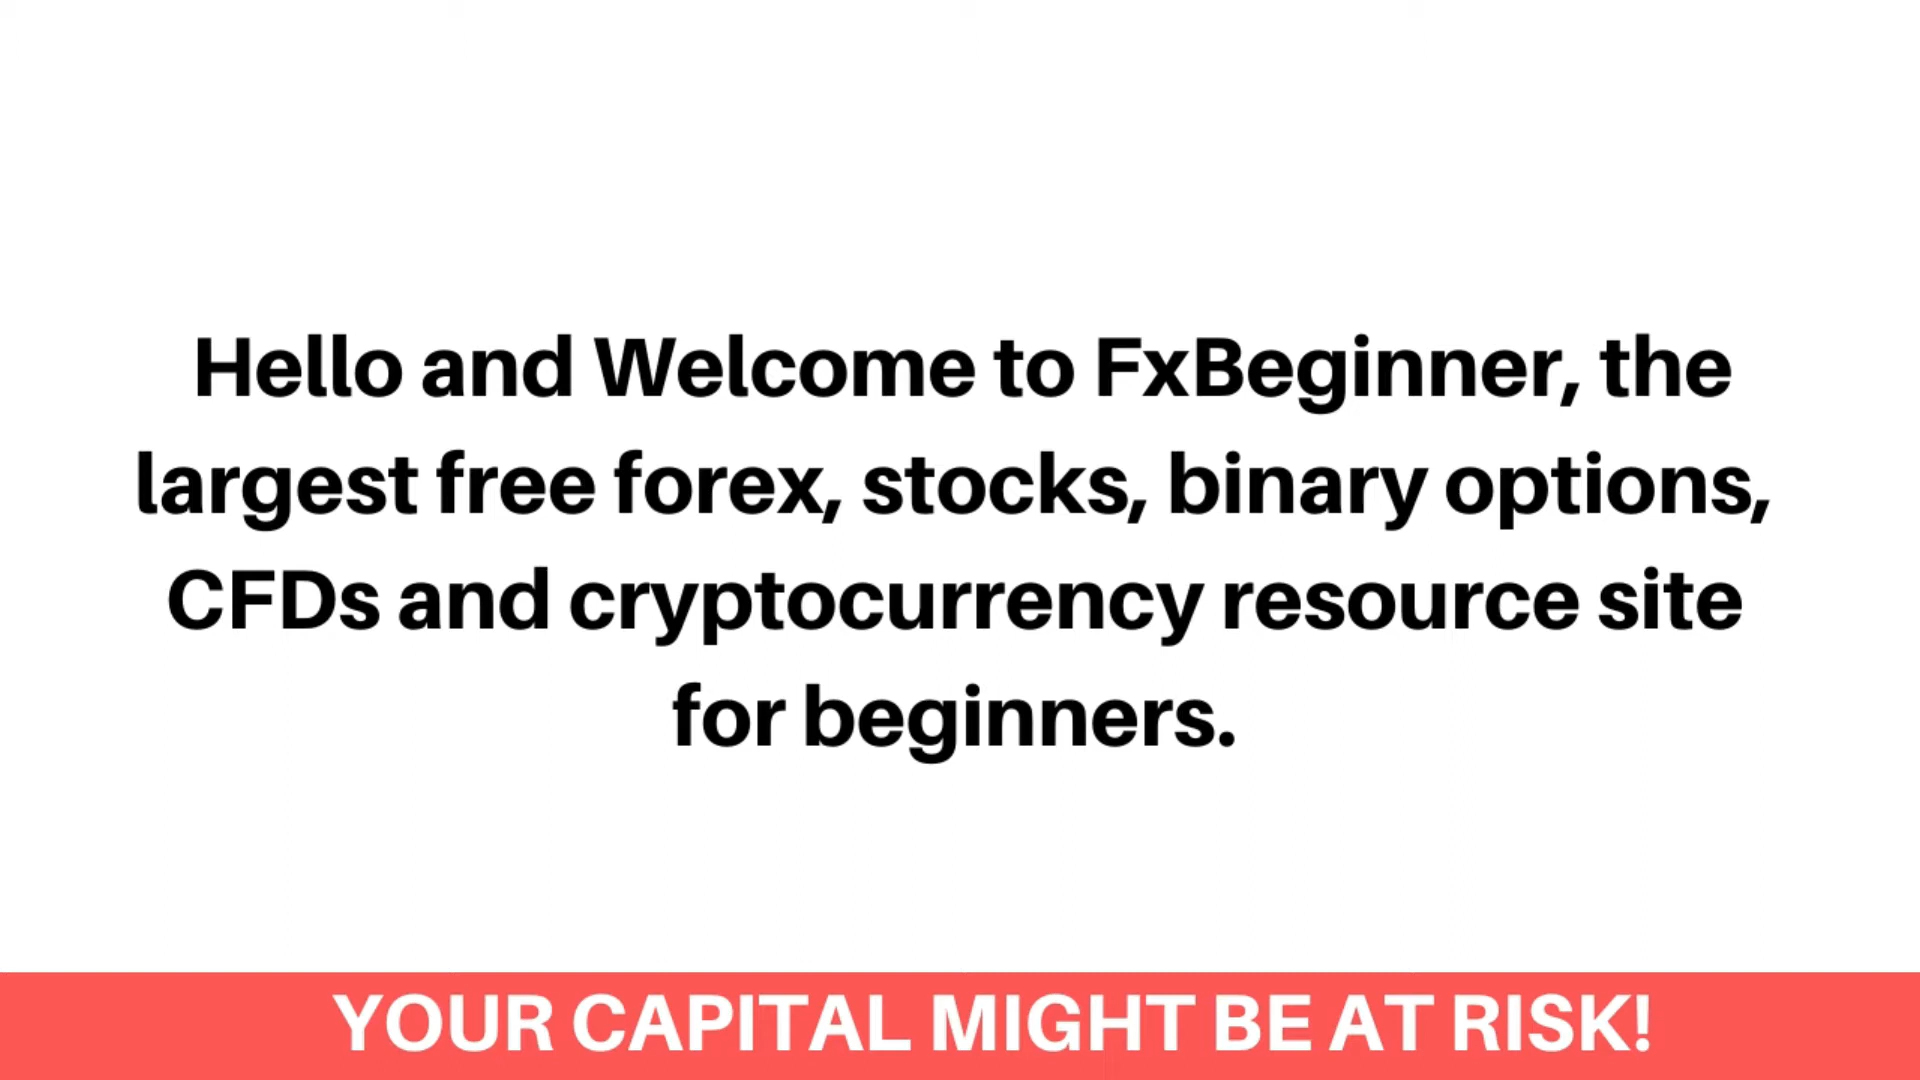 Hello and Welcome to FxBeginner, the
largest free forex, stocks, binary options,
CFDs and cryptocurrency resource site
for beginners.
YOUR CAPITAL MIGHT BE AT RISK!